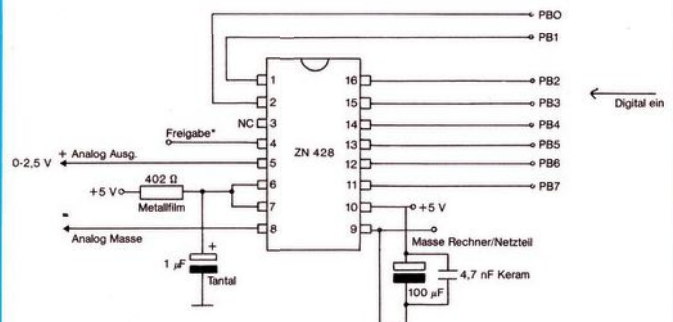 PB0
PB1
1
16
PB2
2
15
PB3
Digital ein
NC
3
14
PB4
Freigabe*
4
ZN 428
13
PB5
0-2,5 V
+ Analog Ausg.
5
12
PB6
+5 V
402 Ω
6
11
PB7
Metallfilm
7
10
+5 V
-
Analog Masse
8
9
Masse Rechner/Netzteil
+
1 µF
Tantal
4,7 nF Keram
100 µF